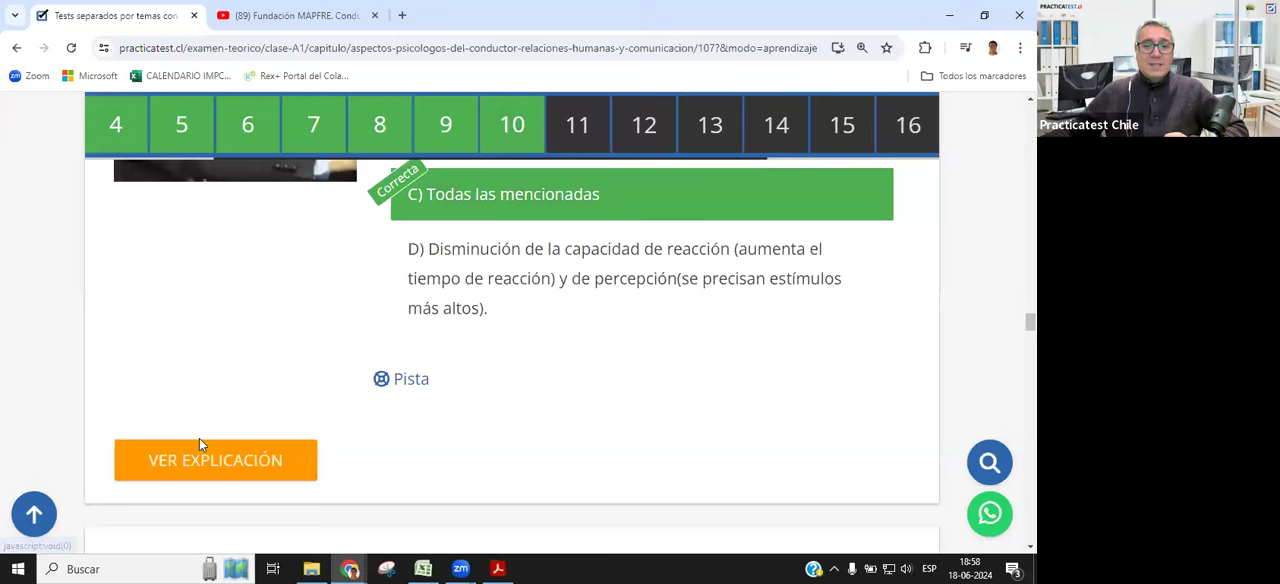 Tests separados por temas con
(89) Fundación MAPFRE. Condu
practicatest.cl/examen-teorico/clase-A1/capitulo/aspectos-psicologos-del-conductor-relaciones-humanas-y-comunicacion/107?&modo=aprendizaje
Zoom
Microsoft
CALENDARIO IMPC...
Rex+ Portal del Cola...
Todos los marcadores
PRACTICATEST.cl
Practicatest Chile
4 5 6 7 8 9 10 11 12 13 14 15 16
Correcta
C) Todas las mencionadas
D) Disminución de la capacidad de reacción (aumenta el
tiempo de reacción) y de percepción(se precisan estímulos
más altos).
Pista
VER EXPLICACIÓN
javascript:void(0)
Buscar
ESP
18:58
18-06-2024
3